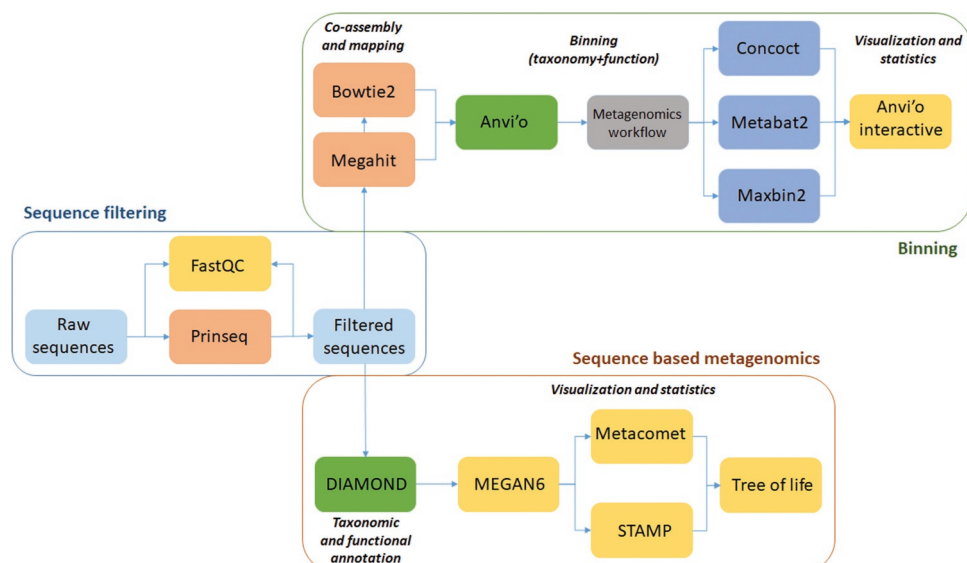 Co-assembly
and mapping
Binning
(taxonomy+function)
Visualization and
statistics
Bowtie2
Megahit
Anvi’o
Metagenomics
workflow
Concoct
Metabat2
Maxbin2
Anvi’o
interactive
Binning
Sequence filtering
FastQC
Raw
sequences
Prinseq
Filtered
sequences
Sequence based metagenomics
Visualization and statistics
DIAMOND
Taxonomic
and functional
annotation
MEGAN6
Metacomet
STAMP
Tree of life